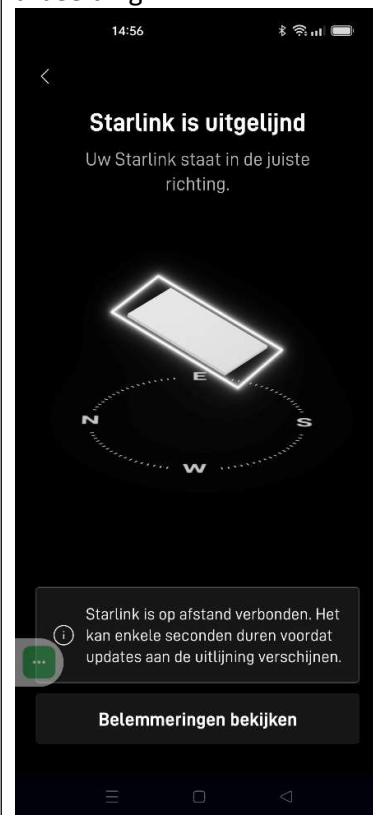 14:56
Starlink is uitgelijnd
Uw Starlink staat in de juiste
richting.
E
N
S
W
Starlink is op afstand verbonden. Het
kan enkele seconden duren voordat
updates aan de uitlijning verschijnen.
Belemmeringen bekijken